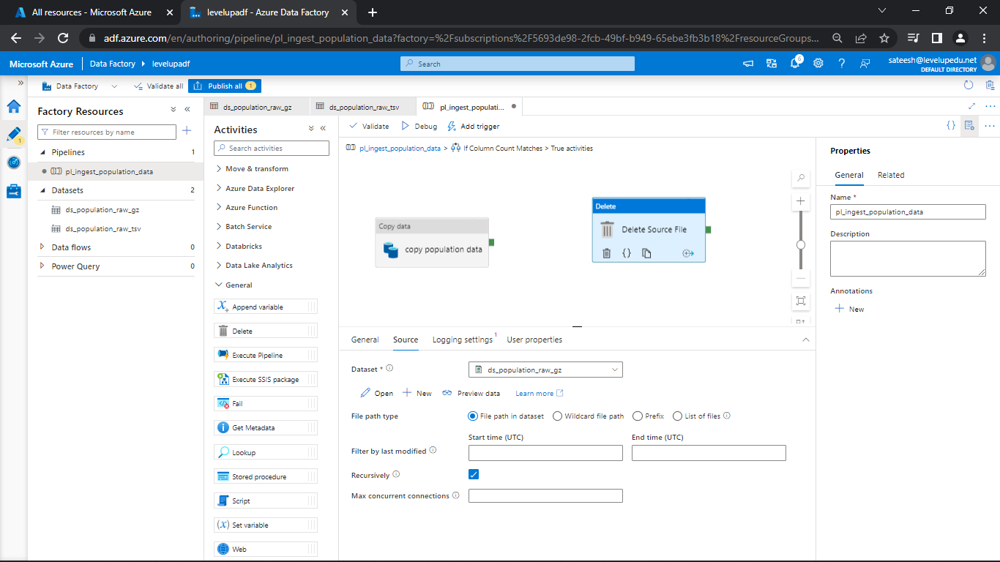 All resources - Microsoft Azure
levelupadf - Azure Data Factory
adf.azure.com/en/authoring/pipeline/pl_ingest_population_data?factory=%2Fsubscriptions%2F5693de98-2fcb-49bf-b949-65ebe3fb3b18%2FresourceGroups...
Microsoft Azure
Data Factory
levelupadf
Search
6
sateesh@levelupedu.net
DEFAULT DIRECTORY
Data Factory
Validate all
Publish all
1
1
Factory Resources
Filter resources by name
Pipelines
1
pl_ingest_population_data
Datasets
2
ds_population_raw_gz
ds_population_raw_tsv
Data flows
0
Power Query
0
ds_population_raw_gz
ds_population_raw_tsv
pl_ingest_populati...
Activities
Search activities
Move & transform
Azure Data Explorer
Azure Function
Batch Service
Databricks
Data Lake Analytics
General
Append variable
Delete
Execute Pipeline
Execute SSIS package
Fail
Get Metadata
Lookup
Stored procedure
Script
Set variable
Web
Validate
Debug
Add trigger
pl_ingest_population_data > If Column Count Matches > True activities
Copy data
copy population data
Delete
Delete Source File
General
Source
Logging settings 1
User properties
Dataset *
ds_population_raw_gz
Open
New
Preview data
Learn more
File path type
File path in dataset
Wildcard file path
Prefix
List of files
Start time (UTC)
End time (UTC)
Filter by last modified
Recursively
Max concurrent connections
Properties
General
Related
Name *
pl_ingest_population_data
Description
Annotations
New